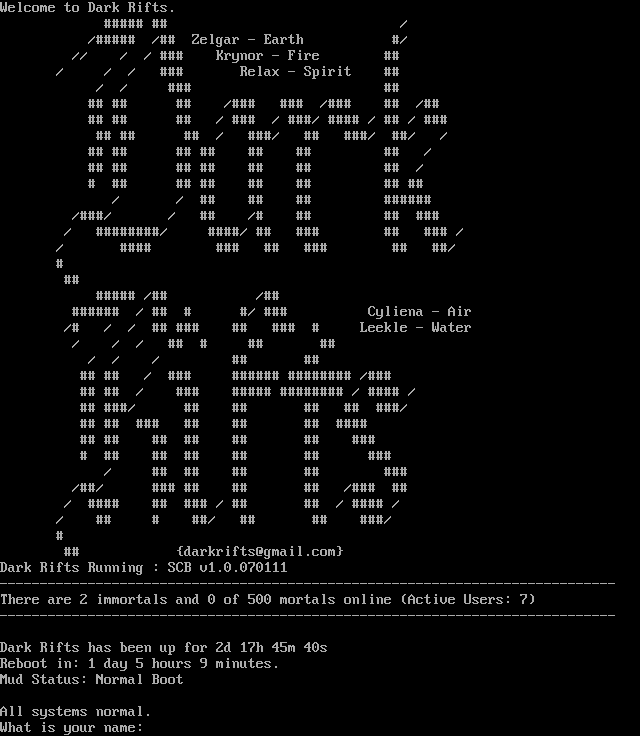 Welcome to Dark Rifts.
Zelgar - Earth
Krynor - Fire
Relax - Spirit
Dark
Rifts
Cyliena - Air
Leekle - Water
{darkrifts@gmail.com}
Dark Rifts Running : SCB v1.0.070111
There are 2 immortals and 0 of 500 mortals online (Active Users: 7)
Dark Rifts has been up for 2d 17h 45m 40s
Reboot in: 1 day 5 hours 9 minutes.
Mud Status: Normal Boot
All systems normal.
What is your name: